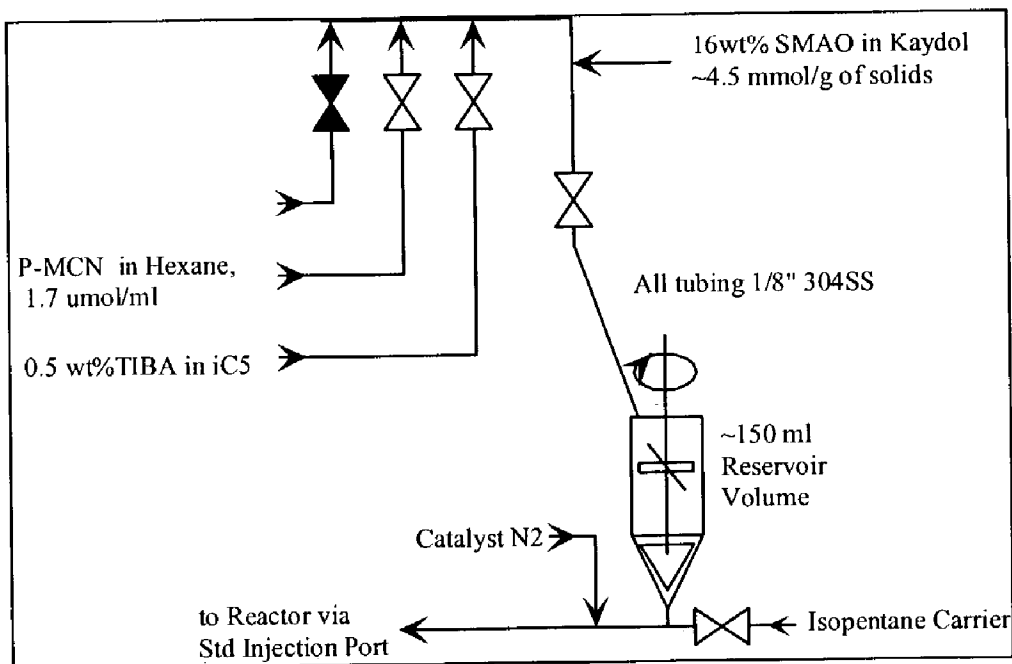 16wt% SMAO in Kaydol
~4.5 mmol/g of solids
P-MCN in Hexane,
1.7 umol/ml
All tubing 1/8" 304SS
0.5 wt%TIBA in iC5
~150 ml
Reservoir
Volume
Catalyst N2
to Reactor via
Std Injection Port
Isopentane Carrier